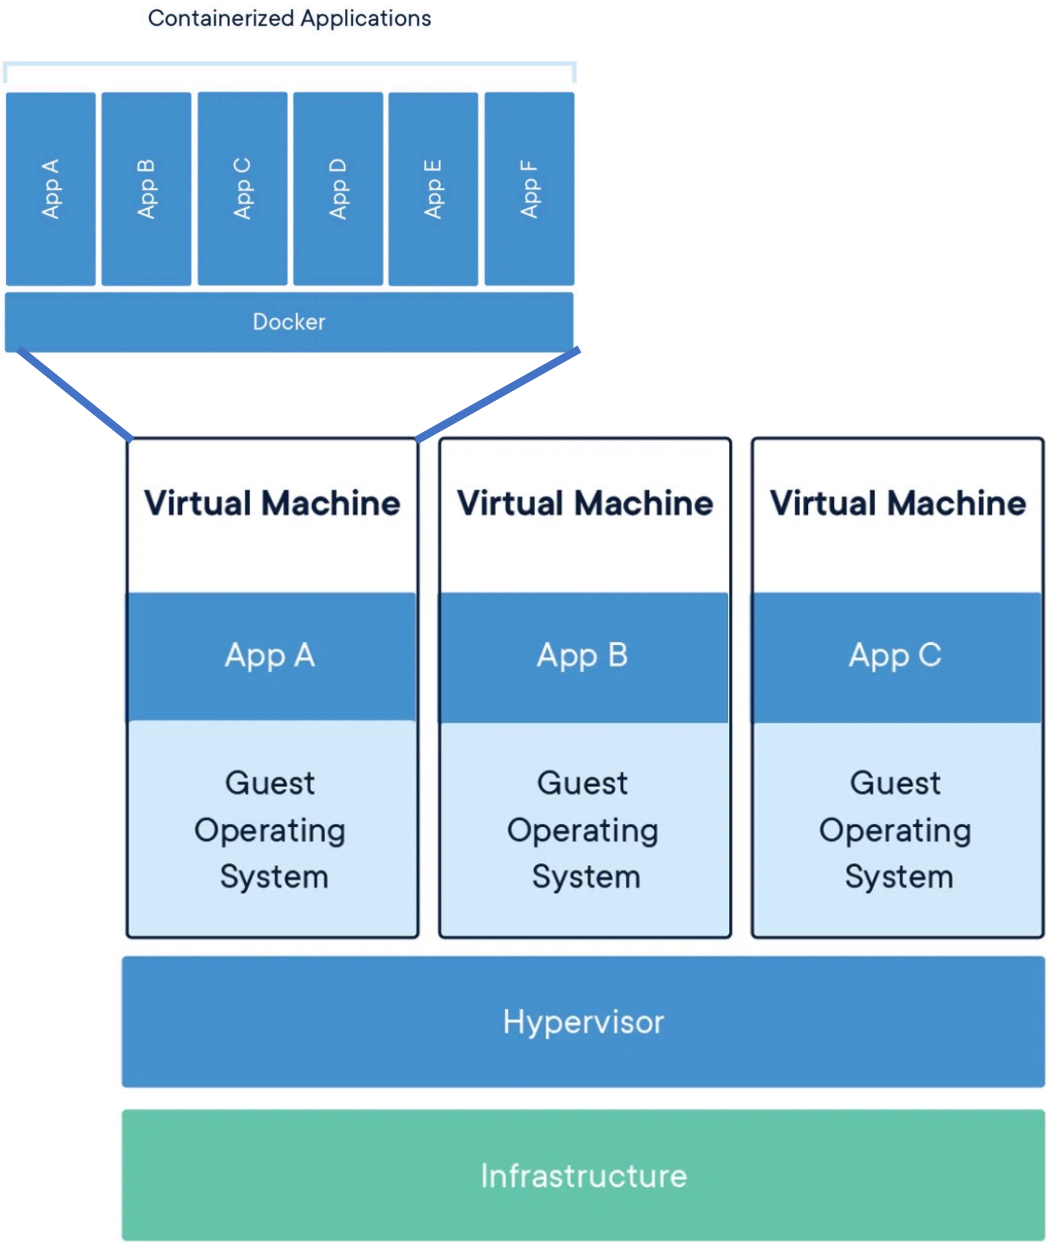 Containerized Applications
App A
App B
App C
App D
App E
App F
Docker
Virtual Machine
App A
Guest
Operating
System
Virtual Machine
App B
Guest
Operating
System
Virtual Machine
App C
Guest
Operating
System
Hypervisor
Infrastructure